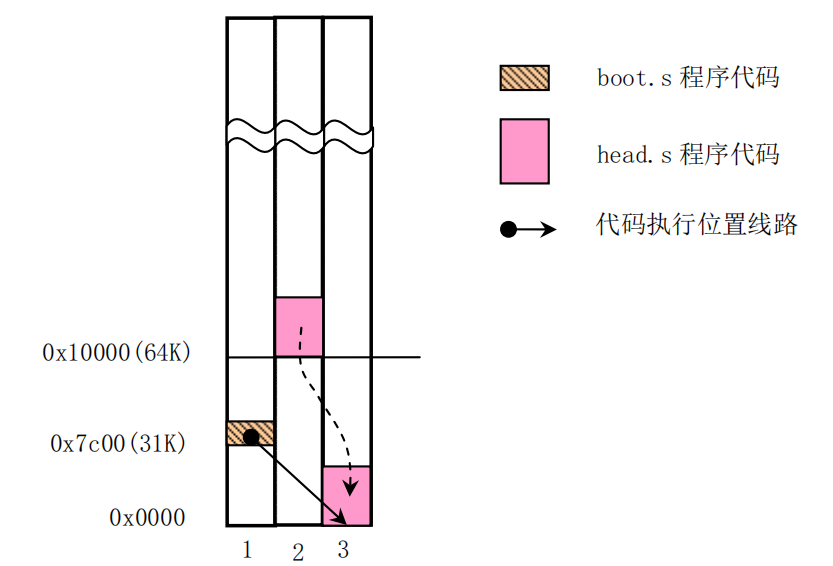 boot.s 程序代码
head.s 程序代码
代码执行位置线路
0x10000(64K)
0x7c00(31K)
0x0000
1 2 3